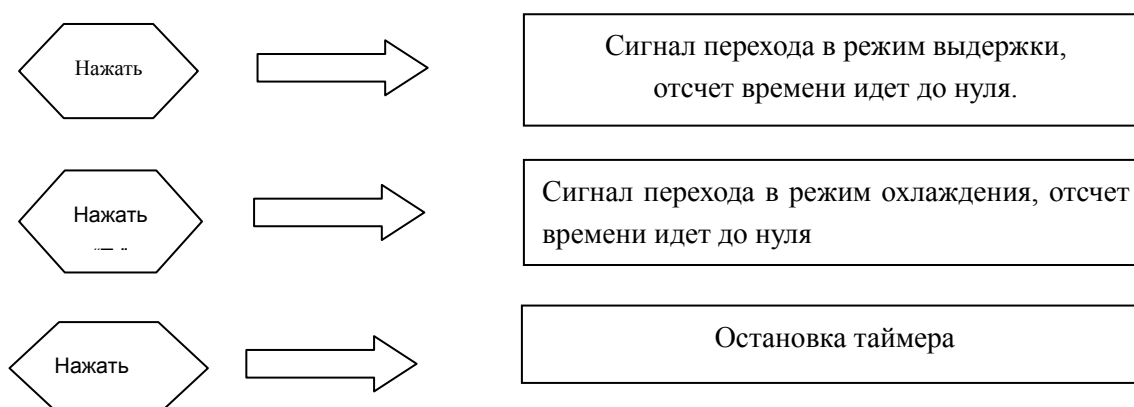 Нажать
Сигнал перехода в режим выдержки,
отсчет времени идет до нуля.
Нажать
Сигнал перехода в режим охлаждения, отсчет
времени идет до нуля
Нажать
Остановка таймера